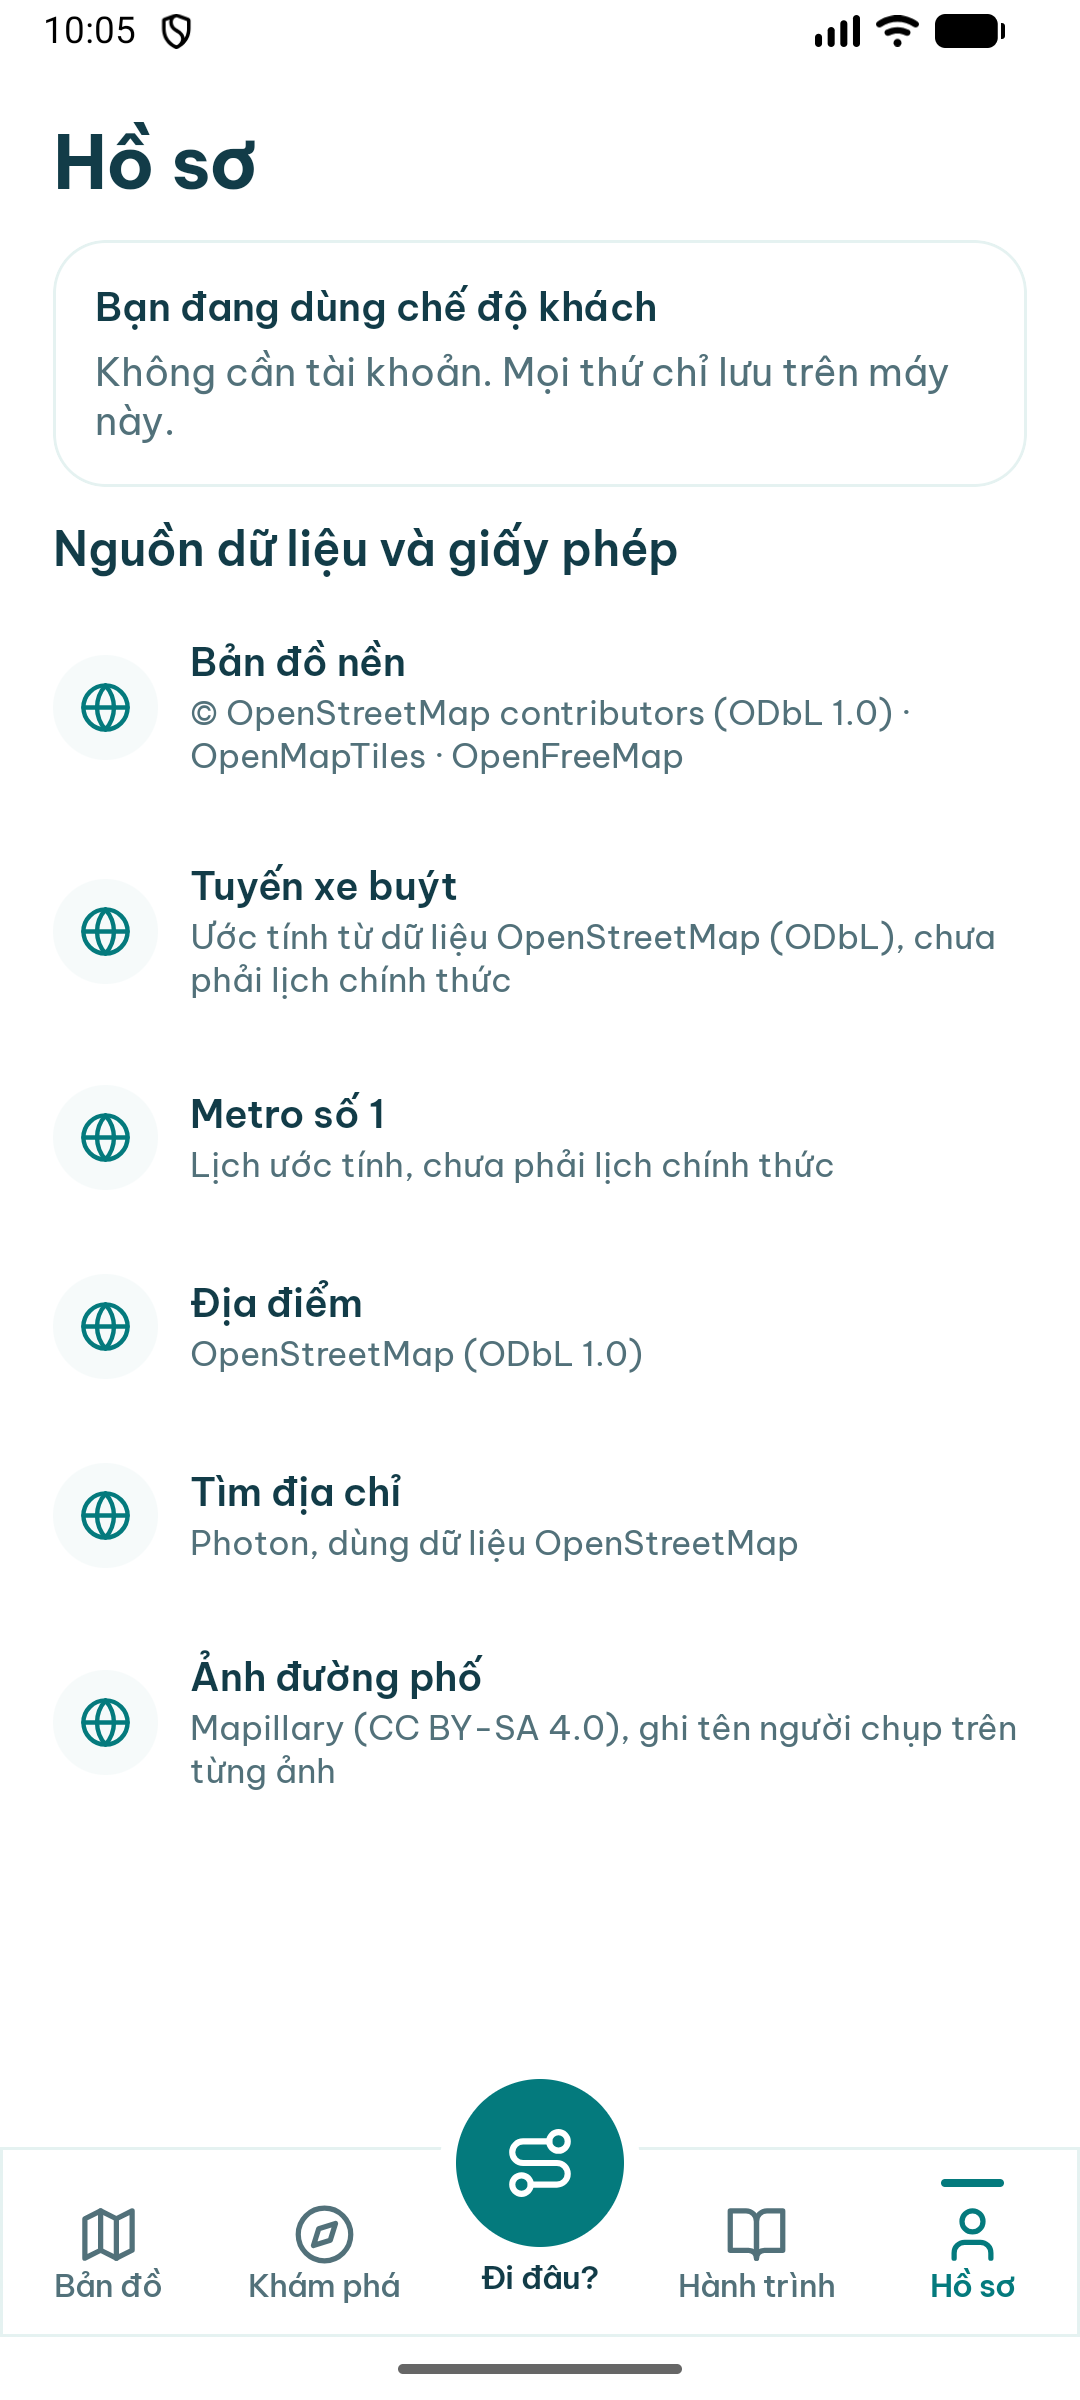 10:05
Hồ sơ
Bạn đang dùng chế độ khách
Không cần tài khoản. Mọi thứ chỉ lưu trên máy
này.
Nguồn dữ liệu và giấy phép
Bản đồ nền
© OpenStreetMap contributors (ODbL 1.0) ·
OpenMapTiles · OpenFreeMap
Tuyến xe buýt
Ước tính từ dữ liệu OpenStreetMap (ODbL), chưa
phải lịch chính thức
Metro số 1
Lịch ước tính, chưa phải lịch chính thức
Địa điểm
OpenStreetMap (ODbL 1.0)
Tìm địa chỉ
Photon, dùng dữ liệu OpenStreetMap
Ảnh đường phố
Mapillary (CC BY-SA 4.0), ghi tên người chụp trên
từng ảnh
Bản đồ
Khám phá
Đi đâu?
Hành trình
Hồ sơ